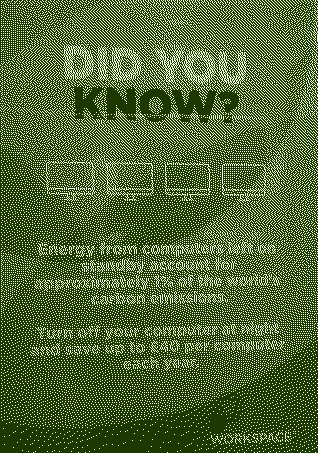 DID YOU
KNOW?
Energy from computers left on
standby account for
approximately 1% of the world's
carbon emissions.
Turn off your computer at night
and save up to £40 per computer
each year.
WORKSPACE